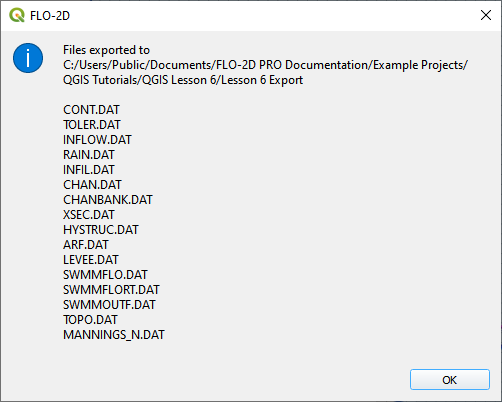 FLO-2D
Files exported to
C:/Users/Public/Documents/FLO-2D PRO Documentation/Example Projects/
QGIS Tutorials/QGIS Lesson 6/Lesson 6 Export
CONT.DAT
TOLER.DAT
INFLOW.DAT
RAIN.DAT
INFIL.DAT
CHAN.DAT
CHANBANK.DAT
XSEC.DAT
HYSTRUC.DAT
ARF.DAT
LEVEE.DAT
SWMMFLO.DAT
SWMMFLORT.DAT
SWMMOUTF.DAT
TOPO.DAT
MANNINGS_N.DAT
OK